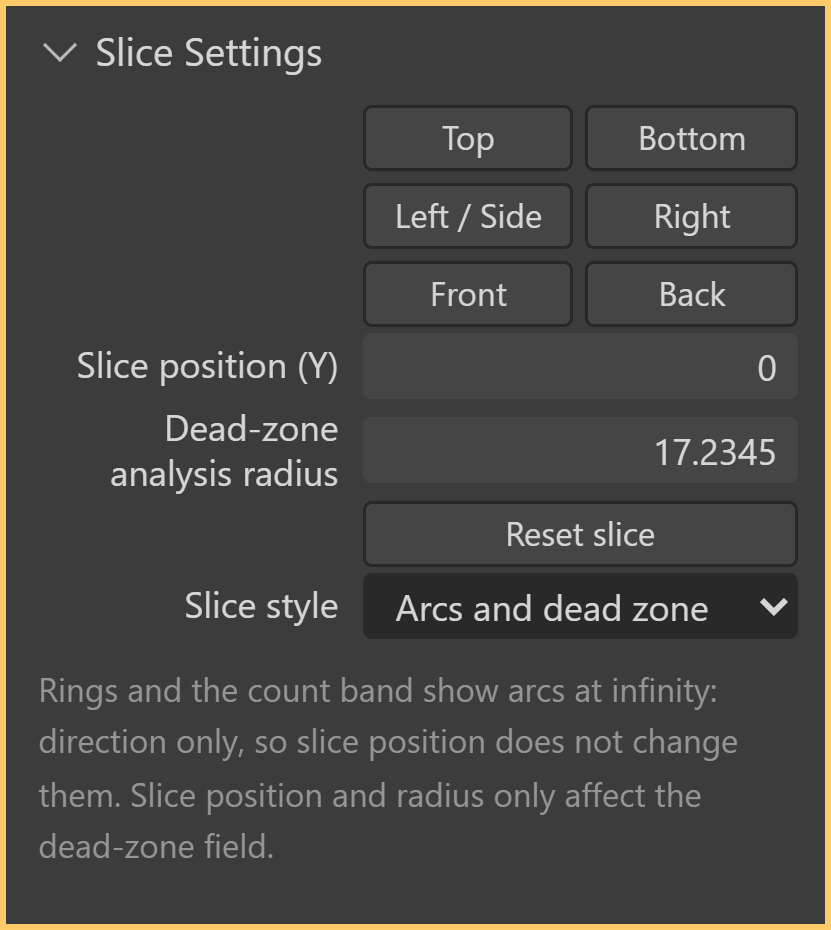 Slice Settings
Top
Bottom
Left / Side
Right
Front
Back
Slice position (Y)
0
Dead-zone
analysis radius
17.2345
Reset slice
Slice style
Arcs and dead zone
Rings and the count band show arcs at infinity:
direction only, so slice position does not change
them. Slice position and radius only affect the
dead-zone field.